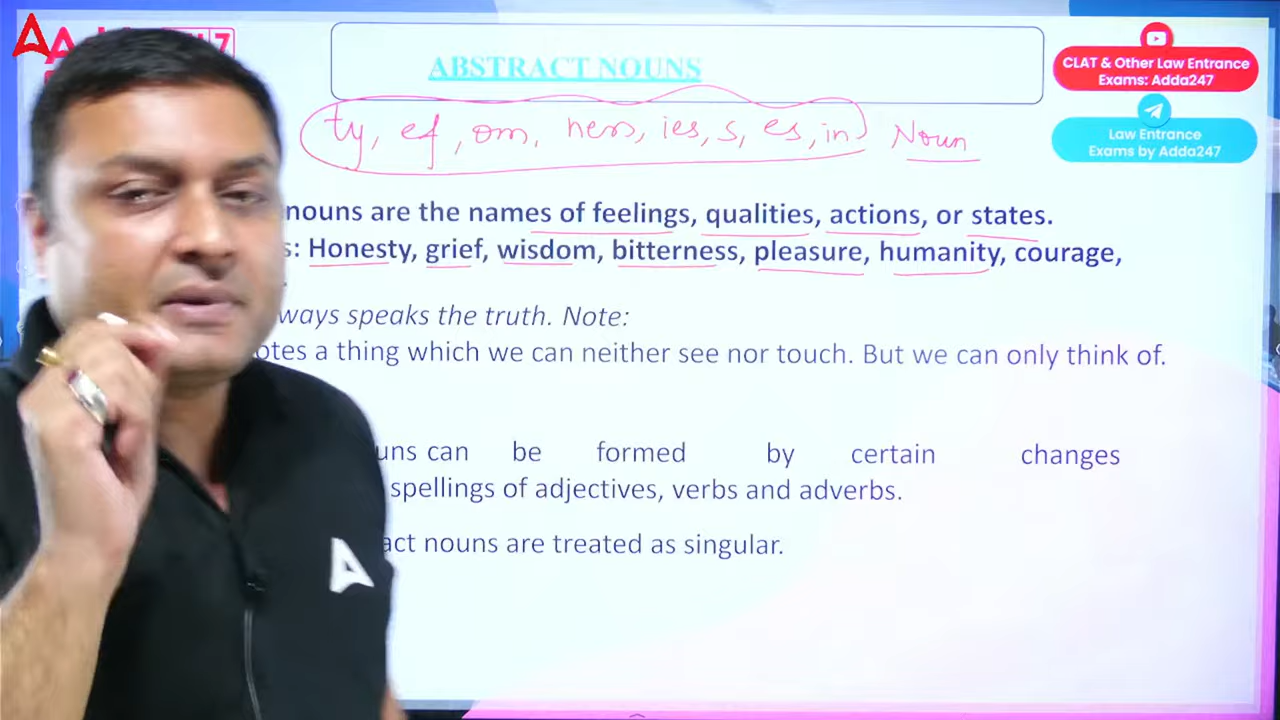 ABSTRACT NOUNS
CLAT & Other Law Entrance
Exams: Adda247
Law Entrance
Exams by Adda247
ty, ef, om, ness, ies, s, es, in Noun
nouns are the names of feelings, qualities, actions, or states.
s: Honesty, grief, wisdom, bitterness, pleasure, humanity, courage,
ways speaks the truth. Note:
otes a thing which we can neither see nor touch. But we can only think of.
uns can be formed by certain changes
spellings of adjectives, verbs and adverbs.
act nouns are treated as singular.